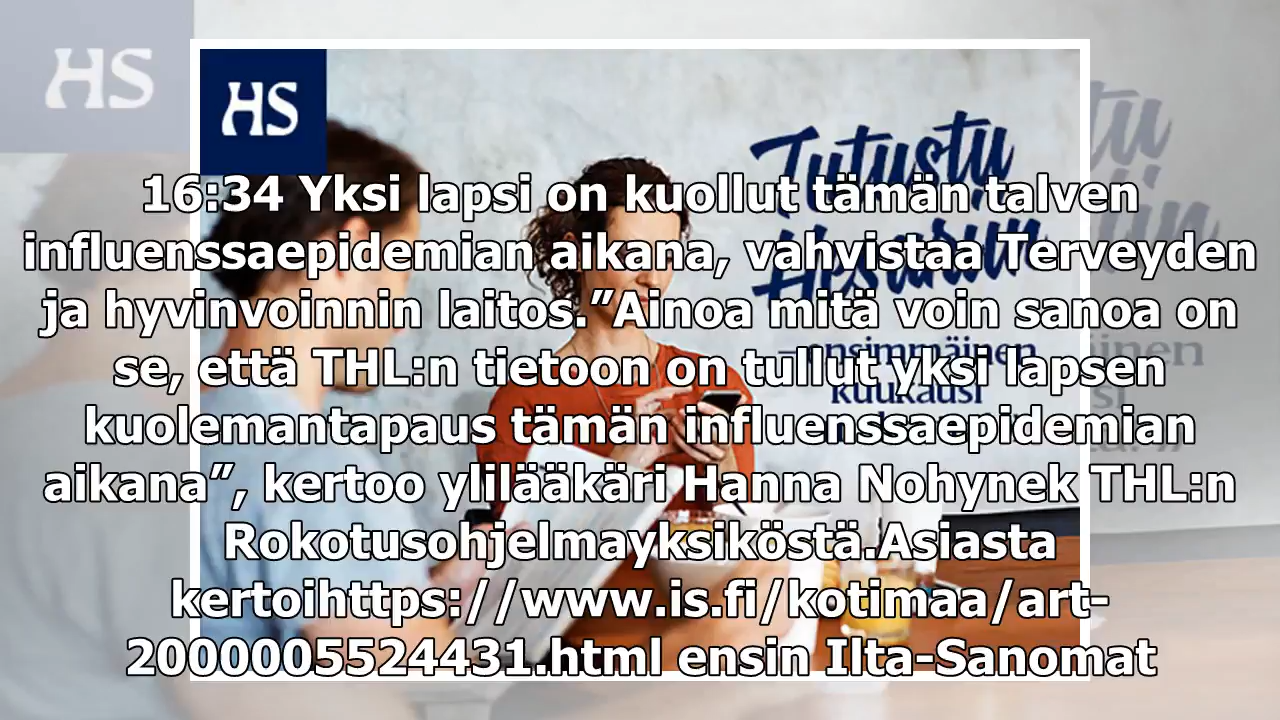 HS
HS
Tutustu
Hesariin
16:34 Yksi lapsi on kuollut tämän talven
influenssaepidemian aikana, vahvistaa Terveyden
ja hyvinvoinnin laitos.”Ainoa mitä voin sanoa on
se, että THL:n tietoon on tullut yksi lapsen
kuolemantapaus tämän influenssaepidemian
aikana”, kertoo ylilääkäri Hanna Nohynek THL:n
Rokotusohjelmayksiköstä.Asiasta
kertoihttps://www.is.fi/kotimaa/art-
2000005524431.html ensin Ilta-Sanomat
– ensimmäinen
kuukausi